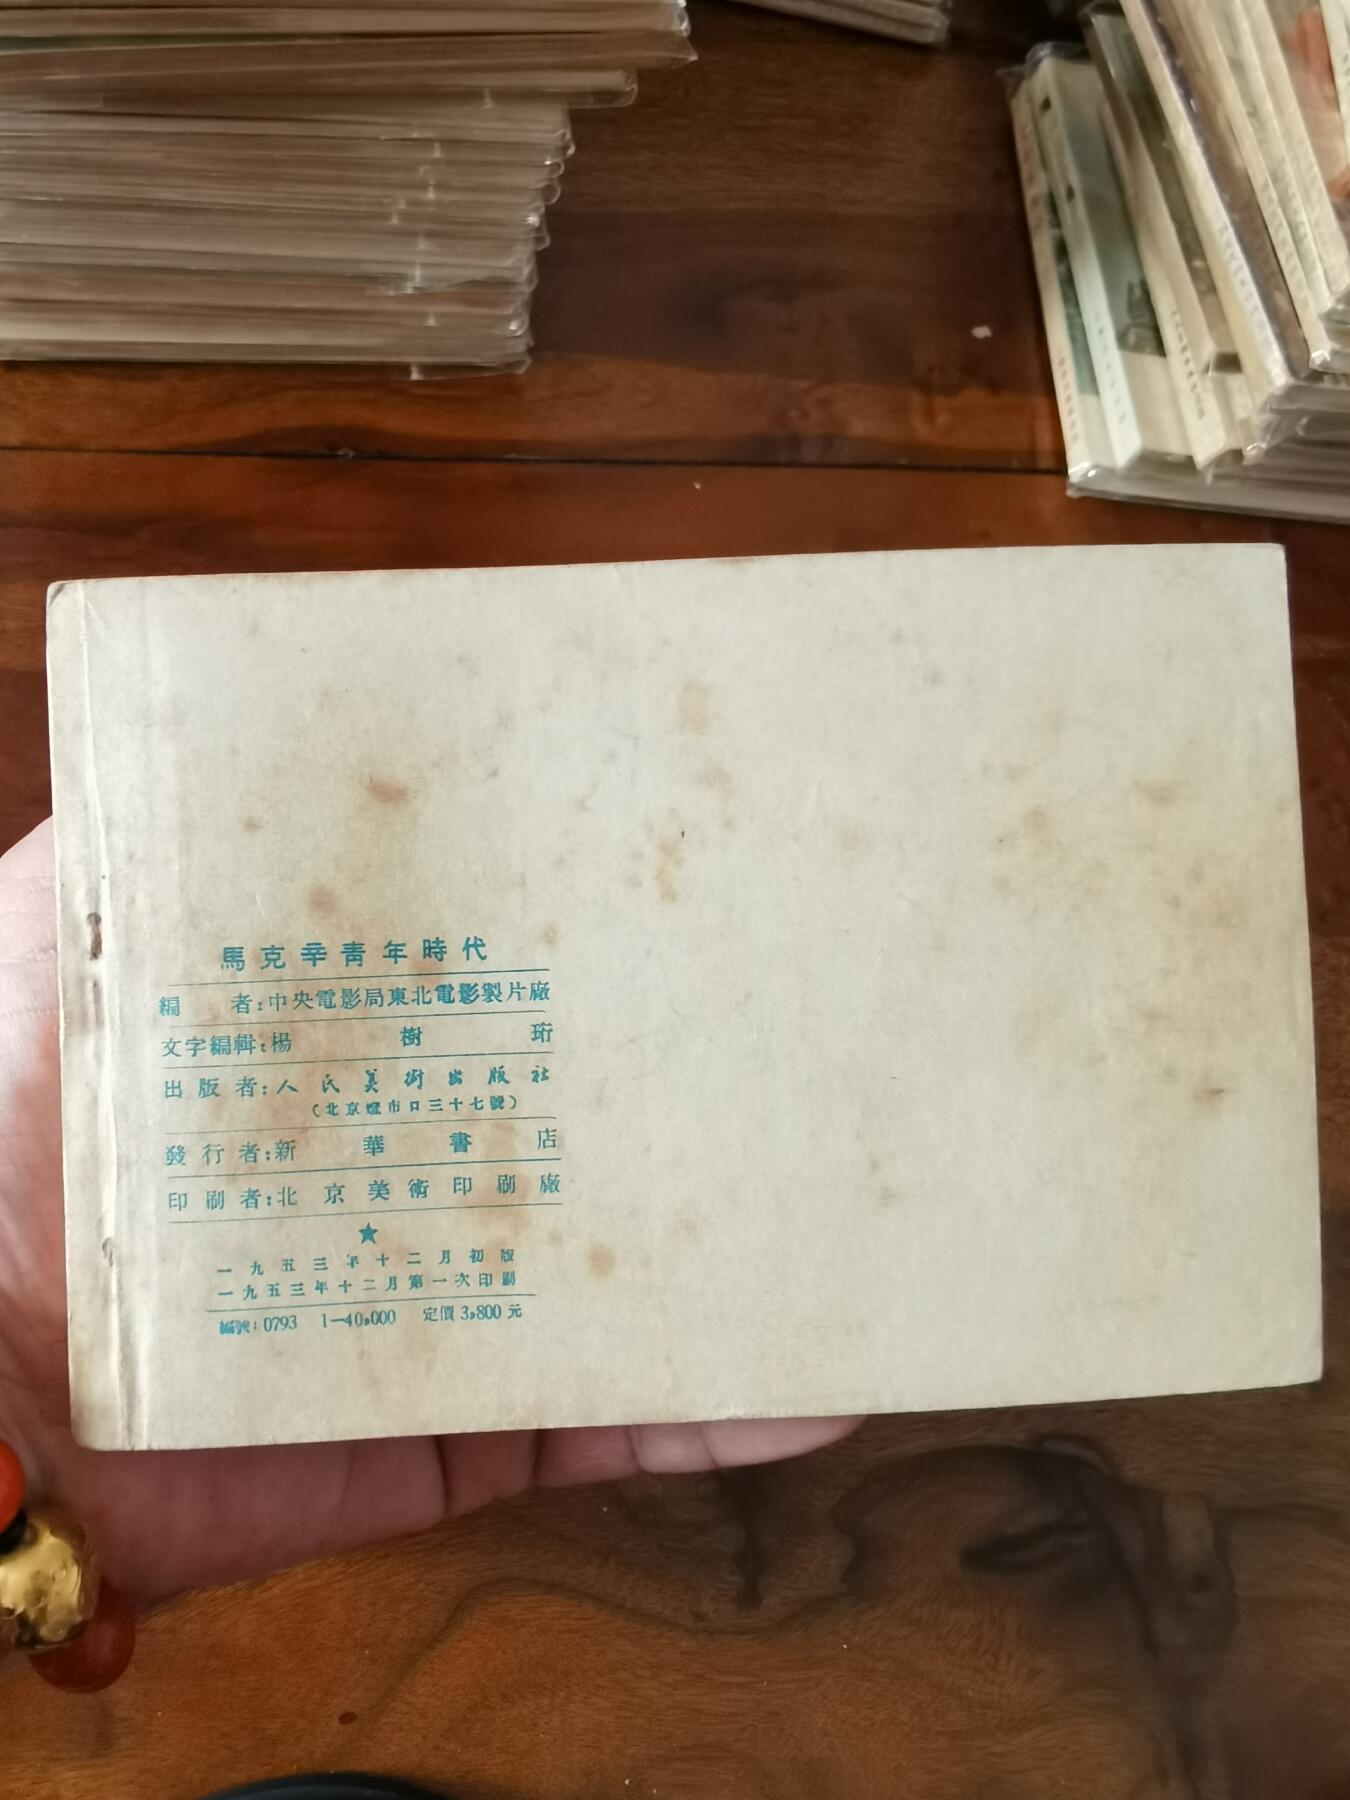 馬克辛青年時代
編者:中央電影局東北電影製片廠
文字編輯:楊樹珩
出版者:人民美術出版社
(北京燈市口三十七號)
發行者:新華書店
印刷者:北京美術印刷廠
★
一九五三年十二月初版
一九五三年十二月第一次印刷
編號:0793 1—40,000 定價 3,800 元